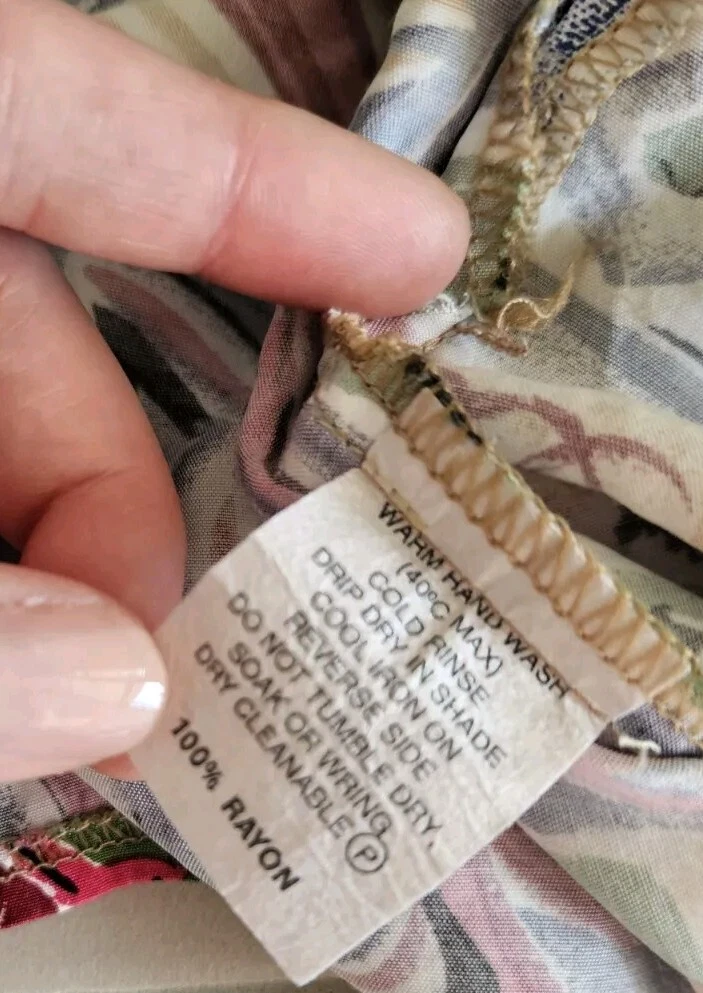 WARM HAND WASH
(40°C MAX)
COLD RINSE
DRIP DRY IN SHADE
COOL IRON ON
REVERSE SIDE
DO NOT TUMBLE DRY,
SOAK OR WRING
DRY CLEANABLE Ⓟ
100% RAYON